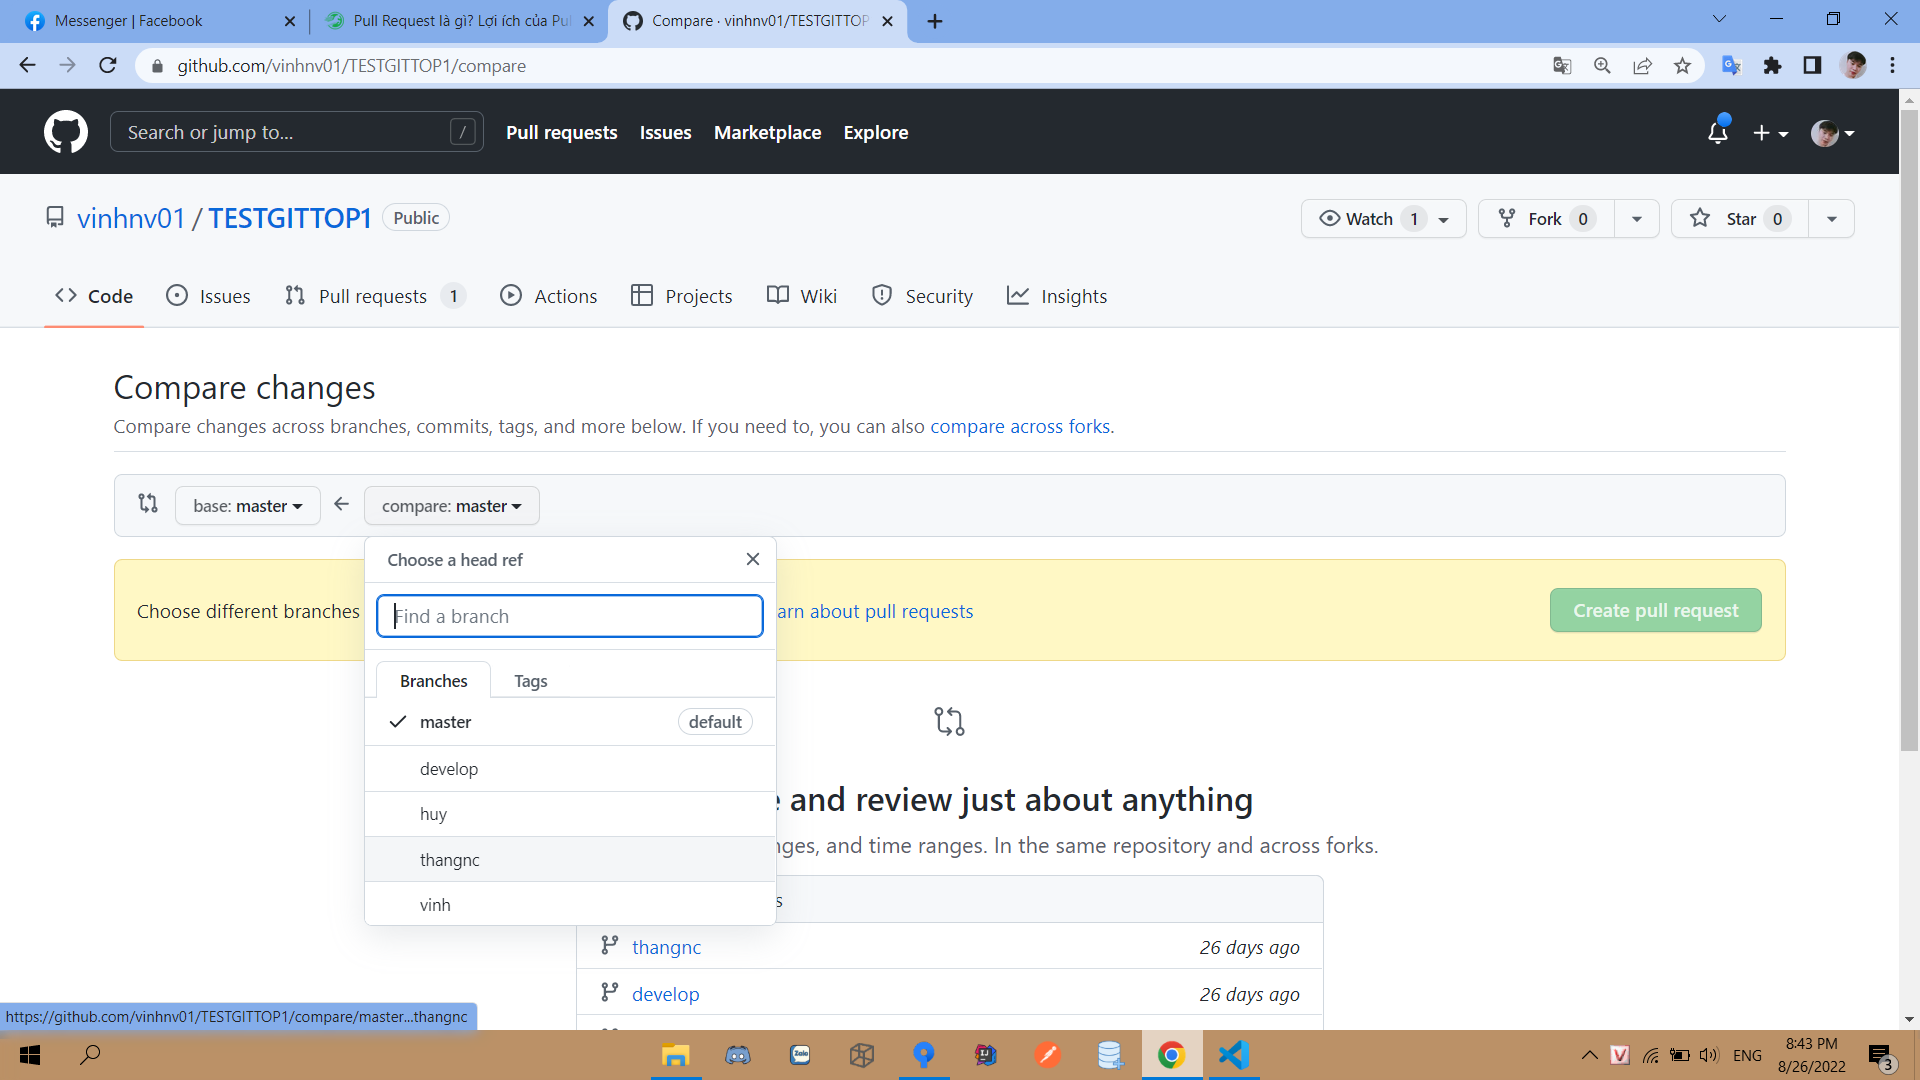 Messenger | Facebook
Pull Request là gì? Lợi ích của Pul
Compare · vinhnv01/TESTGITTOP
github.com/vinhnv01/TESTGITTOP1/compare
Search or jump to...
/
Pull requests
Issues
Marketplace
Explore
vinhnv01 / TESTGITTOP1
Public
Watch 1
Fork 0
Star 0
Code
Issues
Pull requests 1
Actions
Projects
Wiki
Security
Insights
Compare changes
Compare changes across branches, commits, tags, and more below. If you need to, you can also compare across forks.
base: master
compare: master
Choose a head ref
Choose different branches
Find a branch
arn about pull requests
Create pull request
Branches
Tags
master
default
develop
huy
thangnc
vinh
e and review just about anything
nges, and time ranges. In the same repository and across forks.
s
thangnc
26 days ago
develop
26 days ago
https://github.com/vinhnv01/TESTGITTOP1/compare/master...thangnc
Zalo
IJ
V
ENG
8:43 PM
8/26/2022
3